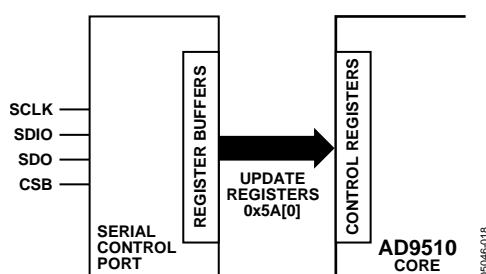 SCLK
SDIO
SDO
CSB
SERIAL
CONTROL
PORT
REGISTER BUFFERS
UPDATE
REGISTERS
0x5A[0]
CONTROL REGISTERS
AD9510
CORE
05046-018